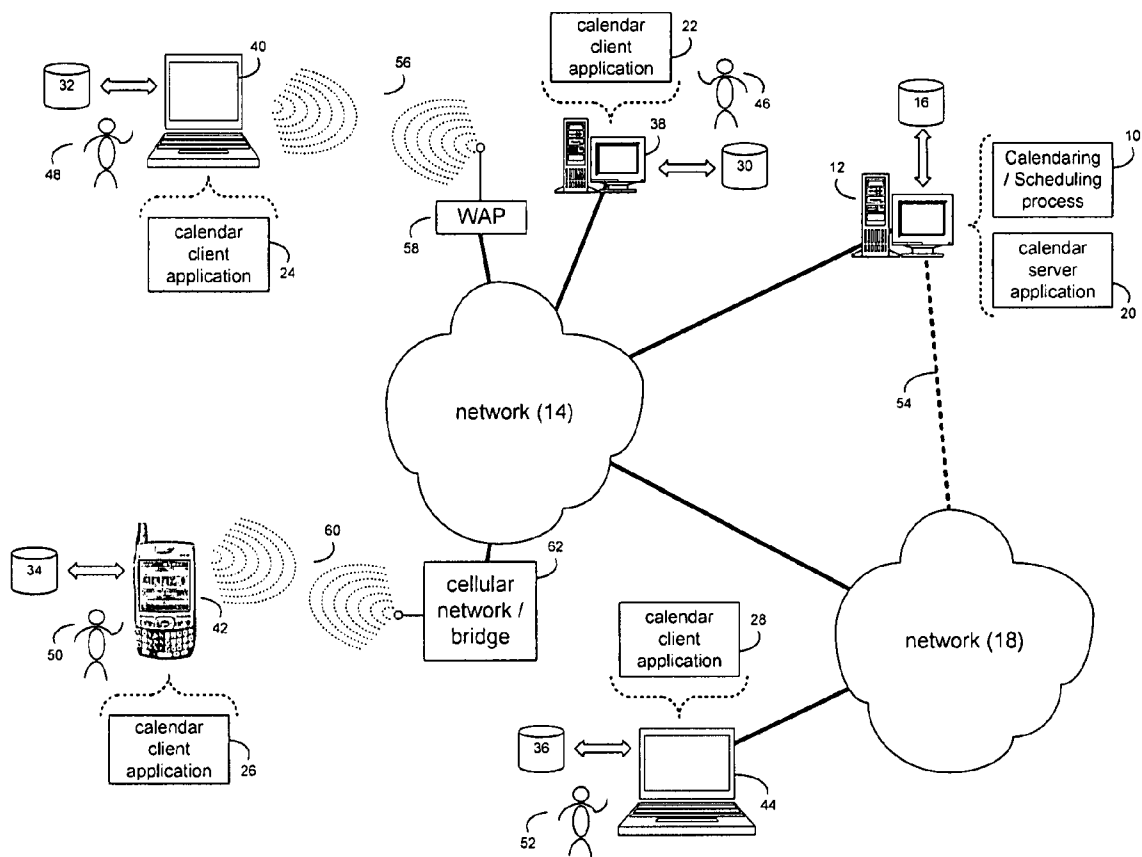 40
32
48
calendar
client
application
24
56
WAP
58
calendar
client
application
22
46
38
30
16
12
Calendaring
/ Scheduling
process
10
calendar
server
application
20
54
network (14)
34
42
50
calendar
client
application
26
60
62
cellular
network /
bridge
calendar
client
application
28
36
44
52
network (18)